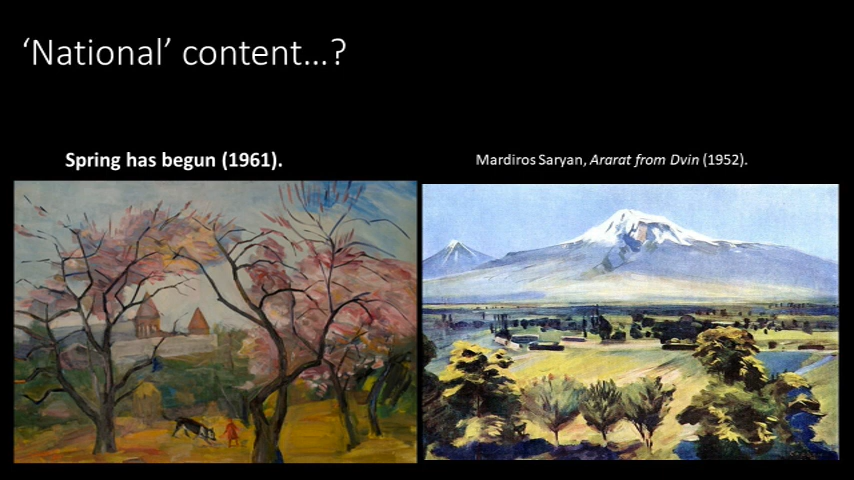 ‘National’ content…?
Spring has begun (1961).
Mardiros Saryan, Ararat from Dvin (1952).